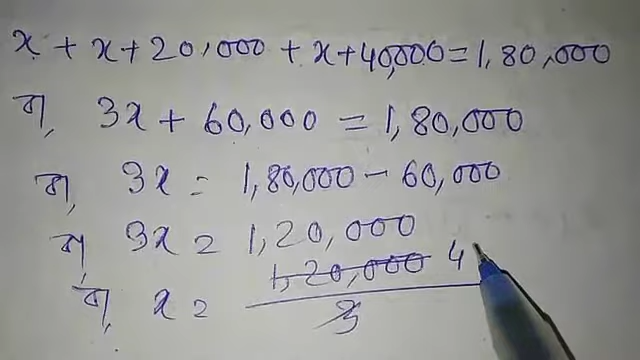 x + x + 20,000 + x + 40,000 = 1,80,000
वा, 3x + 60,000 = 1,80,000
वा, 3x = 1,80,000 - 60,000
वा, 3x = 1,20,000
वा, x = 1,20,000 4 / 3